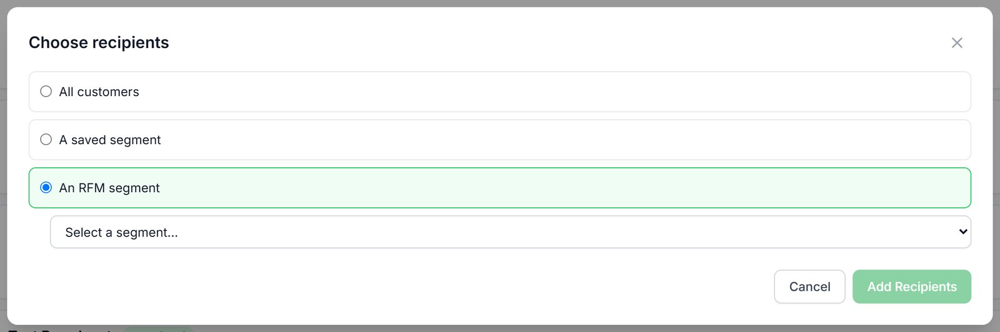 Choose recipients
All customers
A saved segment
An RFM segment
Select a segment...
Cancel
Add Recipients